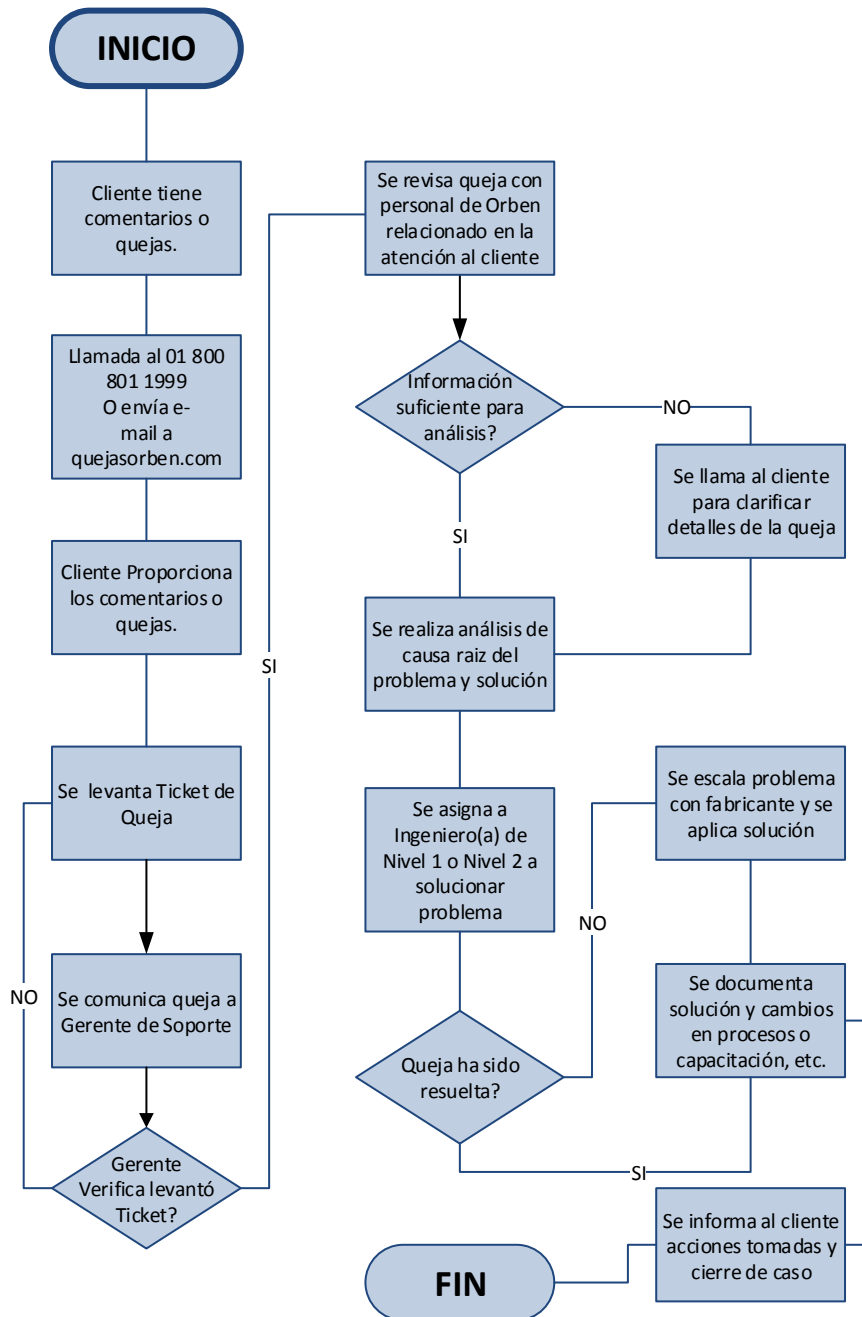 INICIO
Cliente tiene
comentarios o
quejas.
Llamada al 01 800
801 1999
O envía e-
mail a
quejasorben.com
Cliente Proporciona
los comentarios o
quejas.
Se levanta Ticket de
Queja
NO
Se comunica queja a
Gerente de Soporte
Gerente
Verifica levantó
Ticket?
SI
Se revisa queja con
personal de Orben
relacionado en la
atención al cliente
Información
suficiente para
análisis?
NO
Se llama al cliente
para clarificar
detalles de la queja
SI
Se realiza análisis de
causa raiz del
problema y solución
Se asigna a
Ingeniero(a) de
Nivel 1 o Nivel 2 a
solucionar
problema
Queja ha sido
resuelta?
NO
Se escala problema
con fabricante y se
aplica solución
Se documenta
solución y cambios
en procesos o
capacitación, etc.
SI
Se informa al cliente
acciones tomadas y
cierre de caso
FIN